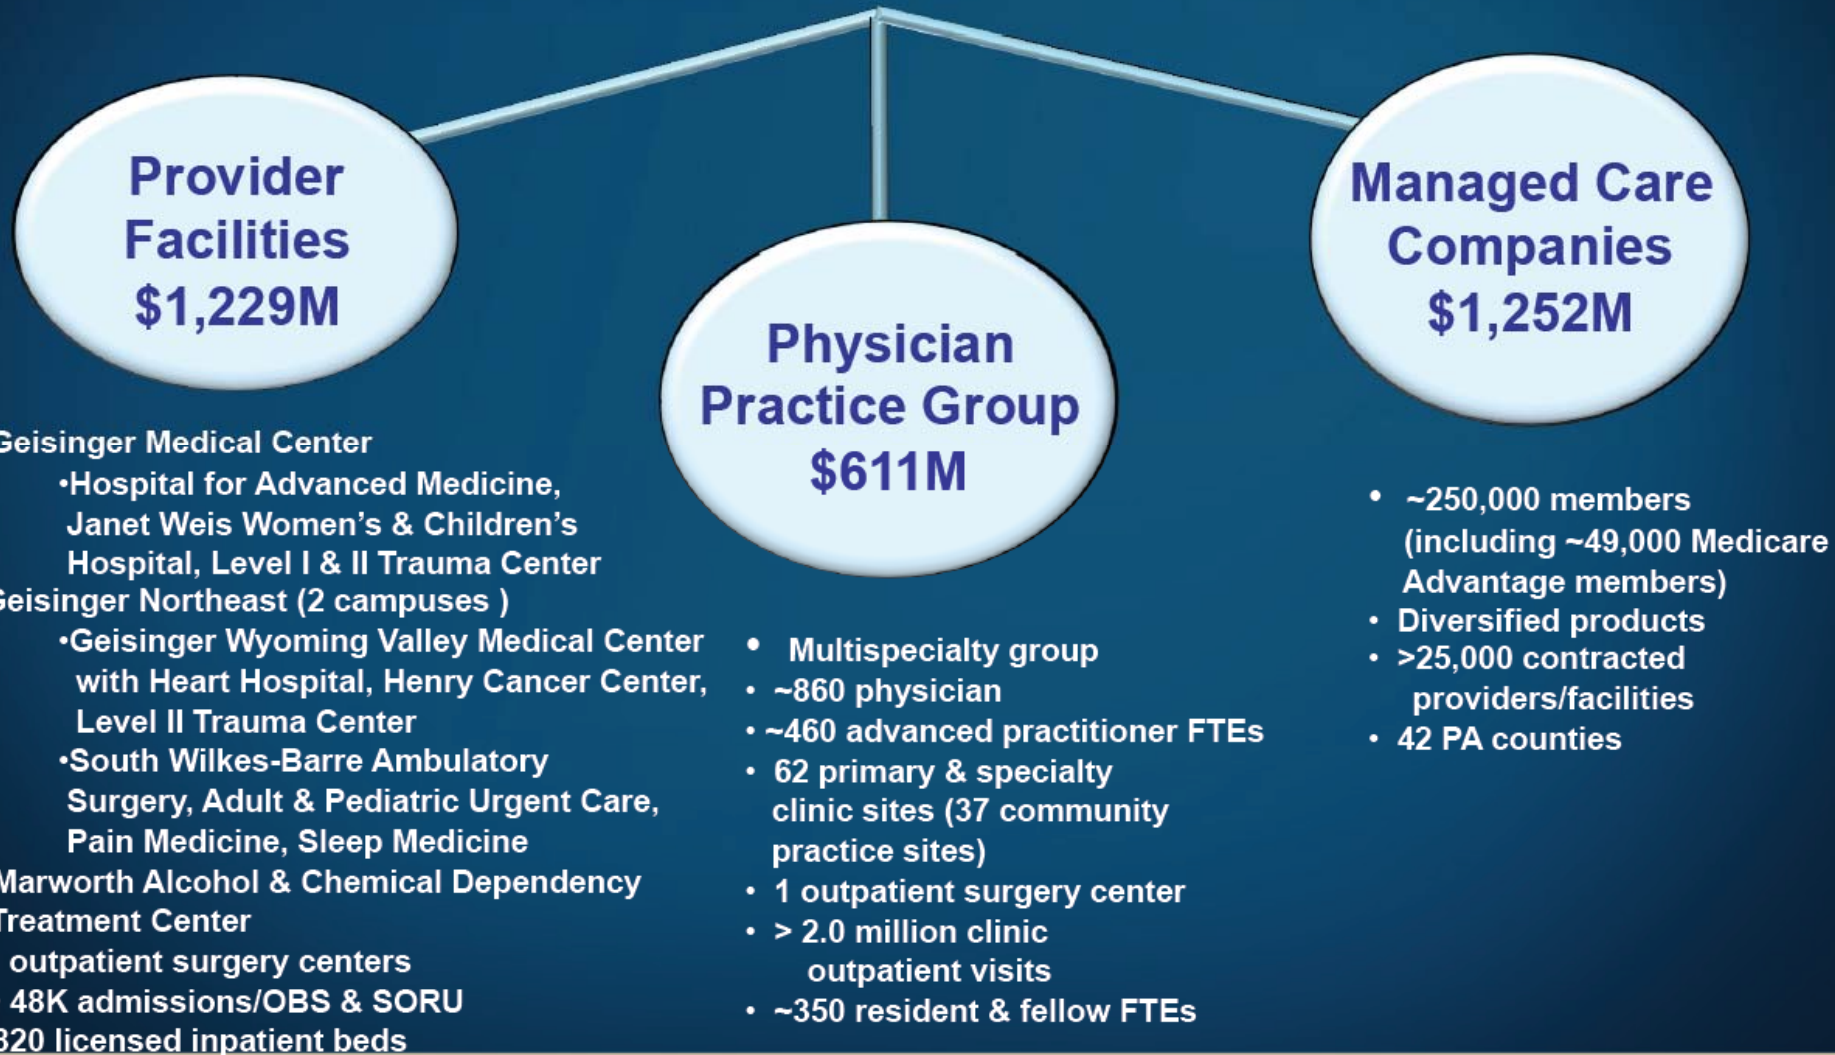 Provider
Facilities
$1,229M
Geisinger Medical Center
•Hospital for Advanced Medicine,
Janet Weis Women's & Children's
Hospital, Level I & II Trauma Center
Geisinger Northeast (2 campuses )
•Geisinger Wyoming Valley Medical Center
with Heart Hospital, Henry Cancer Center,
Level II Trauma Center
•South Wilkes-Barre Ambulatory
Surgery, Adult & Pediatric Urgent Care,
Pain Medicine, Sleep Medicine
Marworth Alcohol & Chemical Dependency
Treatment Center
outpatient surgery centers
48K admissions/OBS & SORU
820 licensed inpatient beds
Physician
Practice Group
$611M
• Multispecialty group
• ~860 physician
• ~460 advanced practitioner FTEs
• 62 primary & specialty
clinic sites (37 community
practice sites)
• 1 outpatient surgery center
• > 2.0 million clinic
outpatient visits
• ~350 resident & fellow FTEs
Managed Care
Companies
$1,252M
• ~250,000 members
(including ~49,000 Medicare
Advantage members)
• Diversified products
• >25,000 contracted
providers/facilities
• 42 PA counties